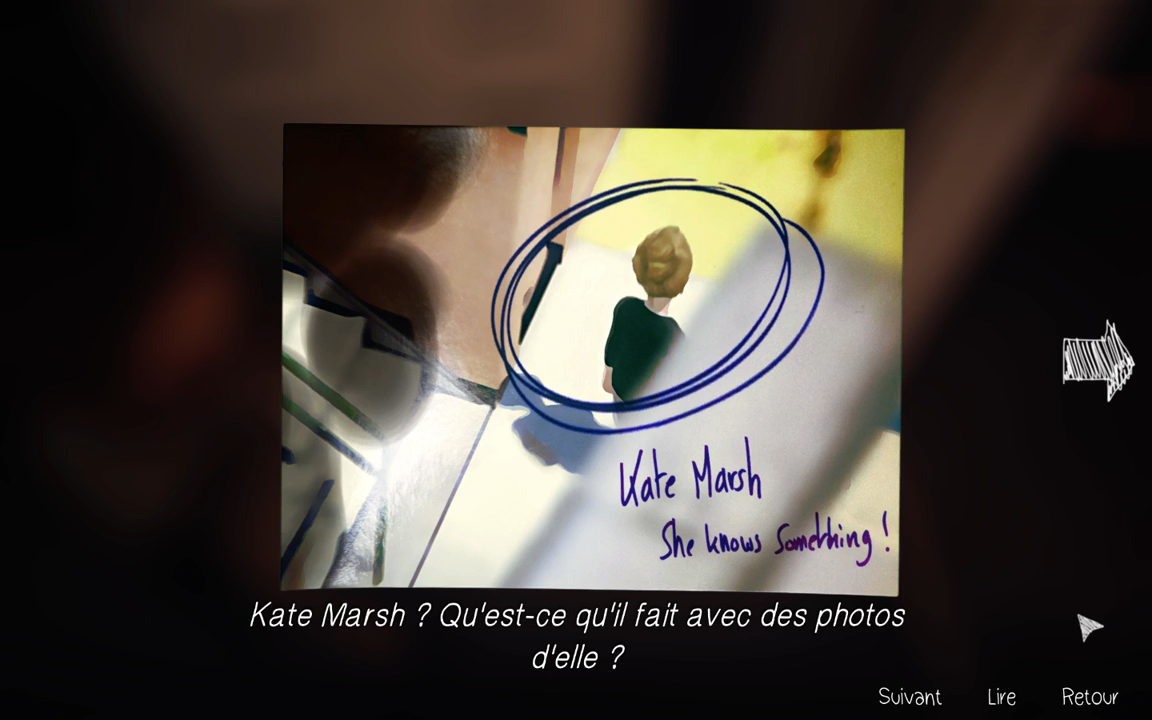 Kate Marsh
She knows Something !
Kate Marsh ? Qu'est-ce qu'il fait avec des photos
d'elle ?
Suivant Lire Retour